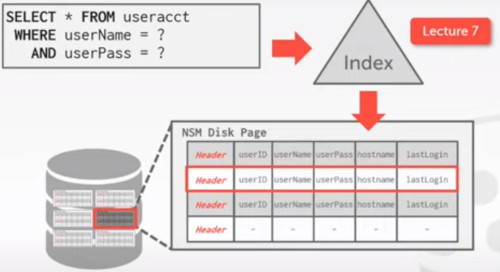 SELECT * FROM useracct
WHERE userName = ?
AND userPass = ?
Index
Lecture 7
NSM Disk Page
Header userID userName userPass hostname lastLogin
Header userID userName userPass hostname lastLogin
Header userID userName userPass hostname lastLogin
Header - - - - -